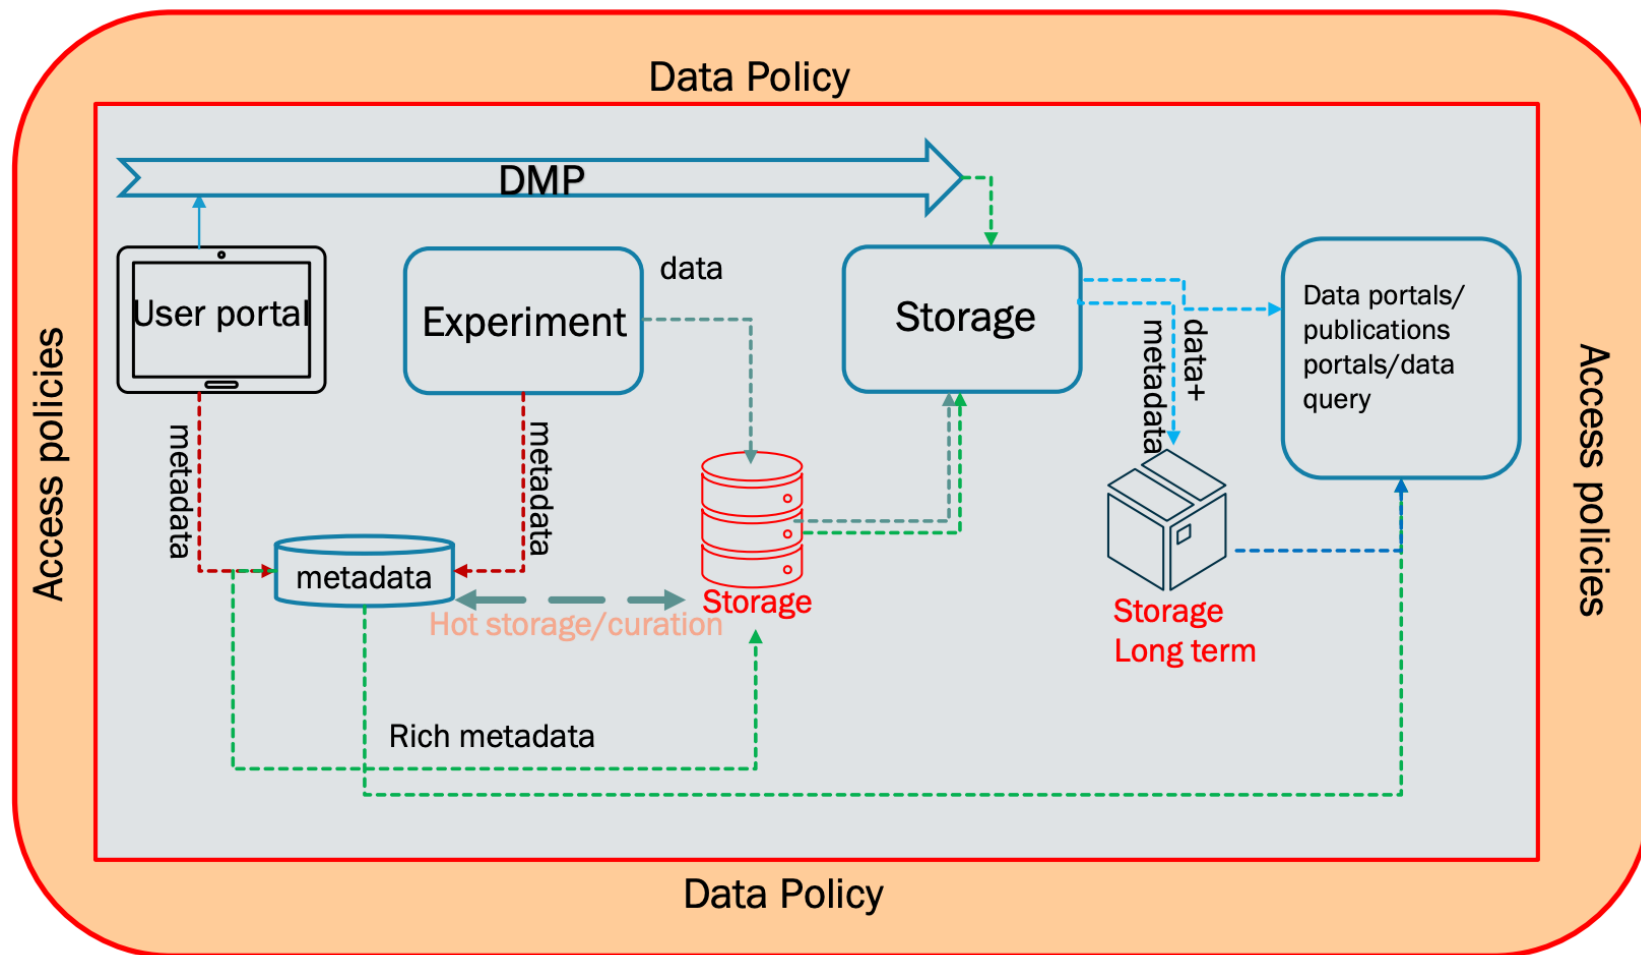 Data Policy
DMP
User portal
Experiment
data
Storage
Data portals/
publications
portals/data
query
data+
metadata
metadata
metadata
metadata
Storage
Hot storage/curation
Storage
Long term
Rich metadata
Access policies
Access policies
Data Policy